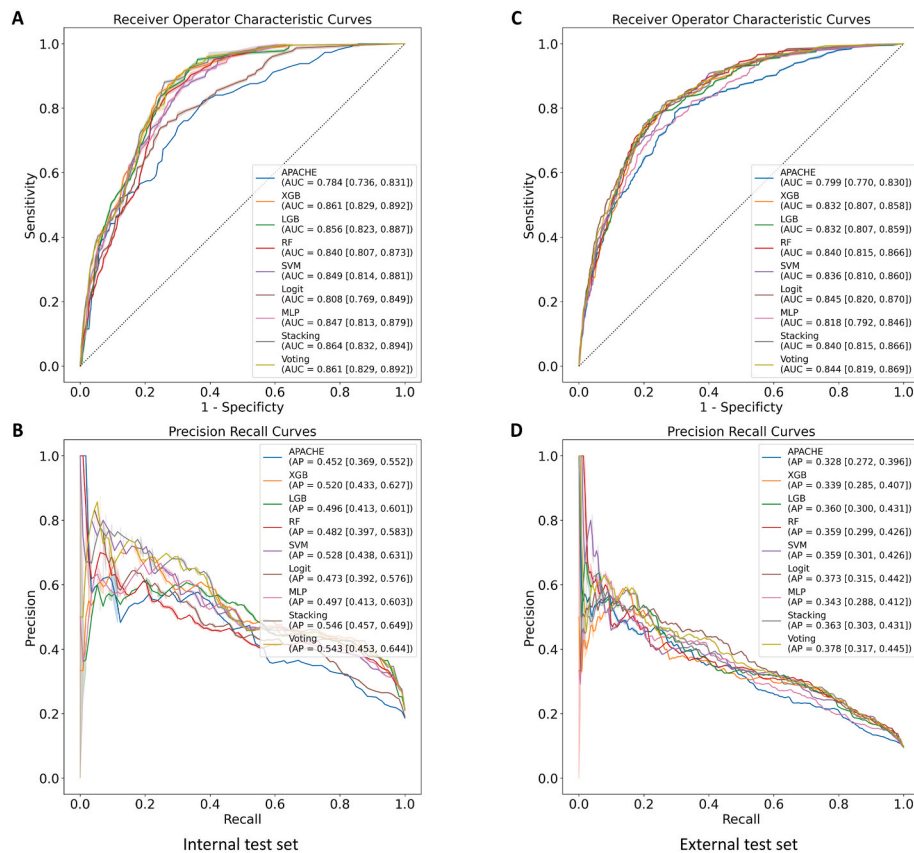 A
Receiver Operator Characteristic Curves
Sensitivity
1.0
0.8
0.6
0.4
0.2
0.0
APACHE
(AUC = 0.784 [0.736, 0.831])
XGB
(AUC = 0.861 [0.829, 0.892])
LGB
(AUC = 0.856 [0.823, 0.887])
RF
(AUC = 0.840 [0.807, 0.873])
SVM
(AUC = 0.849 [0.814, 0.881])
Logit
(AUC = 0.808 [0.769, 0.849])
MLP
(AUC = 0.847 [0.813, 0.879])
Stacking
(AUC = 0.864 [0.832, 0.894])
Voting
(AUC = 0.861 [0.829, 0.892])
0.0 0.2 0.4 0.6 0.8 1.0
1 - Specificty
B
Precision Recall Curves
Precision
1.0
0.8
0.6
0.4
0.2
0.0
APACHE
(AP = 0.452 [0.369, 0.552])
XGB
(AP = 0.520 [0.433, 0.627])
LGB
(AP = 0.496 [0.413, 0.601])
RF
(AP = 0.482 [0.397, 0.583])
SVM
(AP = 0.528 [0.438, 0.631])
Logit
(AP = 0.473 [0.392, 0.576])
MLP
(AP = 0.497 [0.413, 0.603])
Stacking
(AP = 0.546 [0.457, 0.649])
Voting
(AP = 0.543 [0.453, 0.644])
0.0 0.2 0.4 0.6 0.8 1.0
Recall
Internal test set
C
Receiver Operator Characteristic Curves
Sensitivity
1.0
0.8
0.6
0.4
0.2
0.0
APACHE
(AUC = 0.799 [0.770, 0.830])
XGB
(AUC = 0.832 [0.807, 0.858])
LGB
(AUC = 0.832 [0.807, 0.859])
RF
(AUC = 0.840 [0.815, 0.866])
SVM
(AUC = 0.836 [0.810, 0.860])
Logit
(AUC = 0.845 [0.820, 0.870])
MLP
(AUC = 0.818 [0.792, 0.846])
Stacking
(AUC = 0.840 [0.815, 0.866])
Voting
(AUC = 0.844 [0.819, 0.869])
0.0 0.2 0.4 0.6 0.8 1.0
1 - Specificty
D
Precision Recall Curves
Precision
1.0
0.8
0.6
0.4
0.2
0.0
APACHE
(AP = 0.328 [0.272, 0.396])
XGB
(AP = 0.339 [0.285, 0.407])
LGB
(AP = 0.360 [0.300, 0.431])
RF
(AP = 0.359 [0.299, 0.426])
SVM
(AP = 0.359 [0.301, 0.426])
Logit
(AP = 0.373 [0.315, 0.442])
MLP
(AP = 0.343 [0.288, 0.412])
Stacking
(AP = 0.363 [0.303, 0.431])
Voting
(AP = 0.378 [0.317, 0.445])
0.0 0.2 0.4 0.6 0.8 1.0
Recall
External test set